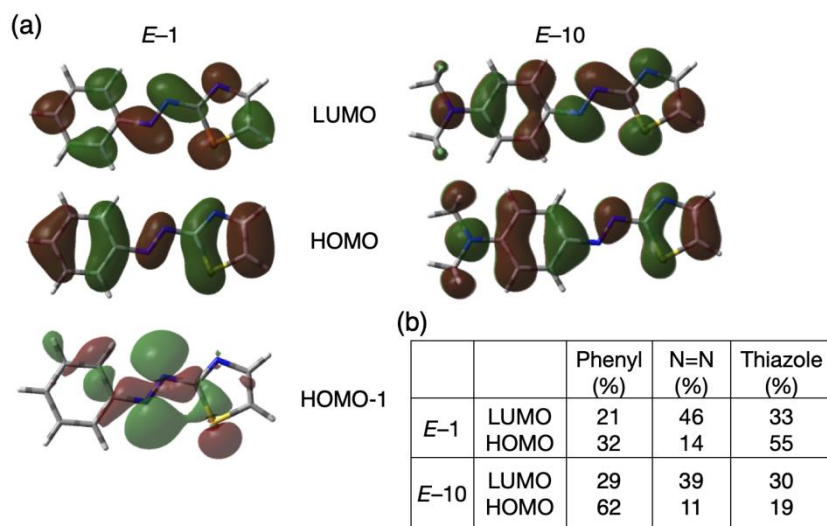 (a)
E–1
E–10
LUMO
HOMO
HOMO-1
(b)
Phenyl (%) N=N (%) Thiazole (%)
E–1 LUMO 21 46 33
HOMO 32 14 55
E–10 LUMO 29 39 30
HOMO 62 11 19